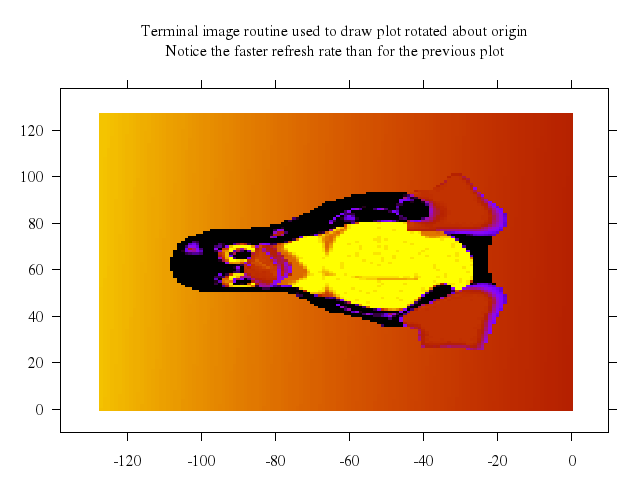 Terminal image routine used to draw plot rotated about origin
Notice the faster refresh rate than for the previous plot
120
100
80
60
40
20
0
-120 -100 -80 -60 -40 -20 0